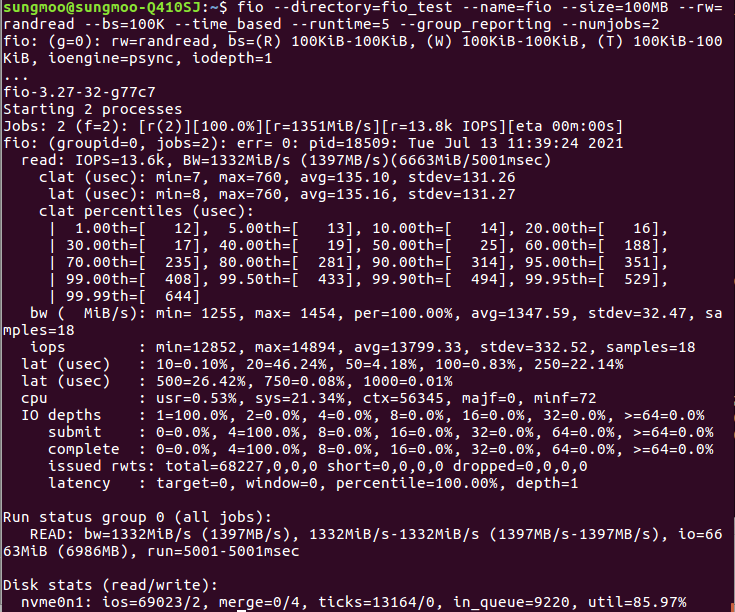 sungmoo@sungmoo-Q410SJ:~$ fio --directory=fio_test --name=fio --size=100MB --rw=
randread --bs=100K --time_based --runtime=5 --group_reporting --numjobs=2
fio: (g=0): rw=randread, bs=(R) 100KiB-100KiB, (W) 100KiB-100KiB, (T) 100KiB-100
KiB, ioengine=psync, iodepth=1
...
fio-3.27-32-g77c7
Starting 2 processes
Jobs: 2 (f=2): [r(2)][100.0%][r=1351MiB/s][r=13.8k IOPS][eta 00m:00s]
fio: (groupid=0, jobs=2): err= 0: pid=18509: Tue Jul 13 11:39:24 2021
  read: IOPS=13.6k, BW=1332MiB/s (1397MB/s)(6663MiB/5001msec)
    clat (usec): min=7, max=760, avg=135.10, stdev=131.26
     lat (usec): min=8, max=760, avg=135.16, stdev=131.27
    clat percentiles (usec):
     |  1.00th=[   12],  5.00th=[   13], 10.00th=[   14], 20.00th=[   16],
     | 30.00th=[   17], 40.00th=[   19], 50.00th=[   25], 60.00th=[  188],
     | 70.00th=[  235], 80.00th=[  281], 90.00th=[  314], 95.00th=[  351],
     | 99.00th=[  408], 99.50th=[  433], 99.90th=[  494], 99.95th=[  529],
     | 99.99th=[  644]
   bw (  MiB/s): min= 1255, max= 1454, per=100.00%, avg=1347.59, stdev=32.47, sa
mples=18
   iops        : min=12852, max=14894, avg=13799.33, stdev=332.52, samples=18
  lat (usec)   : 10=0.10%, 20=46.24%, 50=4.18%, 100=0.83%, 250=22.14%
  lat (usec)   : 500=26.42%, 750=0.08%, 1000=0.01%
  cpu          : usr=0.53%, sys=21.34%, ctx=56345, majf=0, minf=72
  IO depths    : 1=100.0%, 2=0.0%, 4=0.0%, 8=0.0%, 16=0.0%, 32=0.0%, >=64=0.0%
     submit    : 0=0.0%, 4=100.0%, 8=0.0%, 16=0.0%, 32=0.0%, 64=0.0%, >=64=0.0%
     complete  : 0=0.0%, 4=100.0%, 8=0.0%, 16=0.0%, 32=0.0%, 64=0.0%, >=64=0.0%
     issued rwts: total=68227,0,0,0 short=0,0,0,0 dropped=0,0,0,0
     latency   : target=0, window=0, percentile=100.00%, depth=1

Run status group 0 (all jobs):
   READ: bw=1332MiB/s (1397MB/s), 1332MiB/s-1332MiB/s (1397MB/s-1397MB/s), io=66
63MiB (6986MB), run=5001-5001msec

Disk stats (read/write):
  nvme0n1: ios=69023/2, merge=0/4, ticks=13164/0, in_queue=9220, util=85.97%